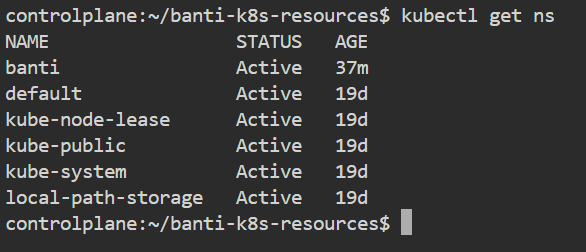 controlplane:~/banti-k8s-resources$ kubectl get ns
NAME STATUS AGE
banti Active 37m
default Active 19d
kube-node-lease Active 19d
kube-public Active 19d
kube-system Active 19d
local-path-storage Active 19d
controlplane:~/banti-k8s-resources$